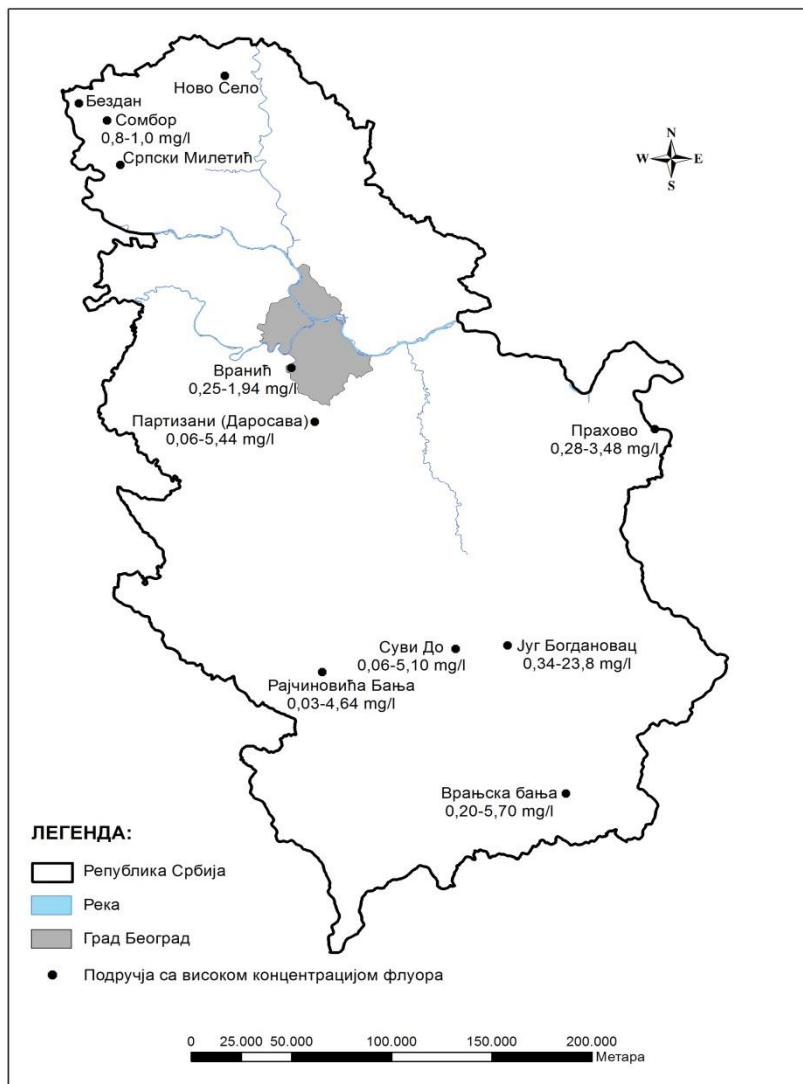 Ново Село
Бездан
Сомбор
0,8-1,0 mg/l
Српски Милетић
N
W E
S
Вранић
0,25-1,94 mg/l
Партизани (Даросава)
0,06-5,44 mg/l
Прахово
0,28-3,48 mg/l
Суви До
0,06-5,10 mg/l
Југ Богдановац
0,34-23,8 mg/l
Рајчиновића Бања
0,03-4,64 mg/l
Врањска бања
0,20-5,70 mg/l
ЛЕГЕНДА:
Република Србија
Река
Град Београд
Подручја са високом концентрацијом флуора
0 25.000 50.000 100.000 150.000 200.000
Метара